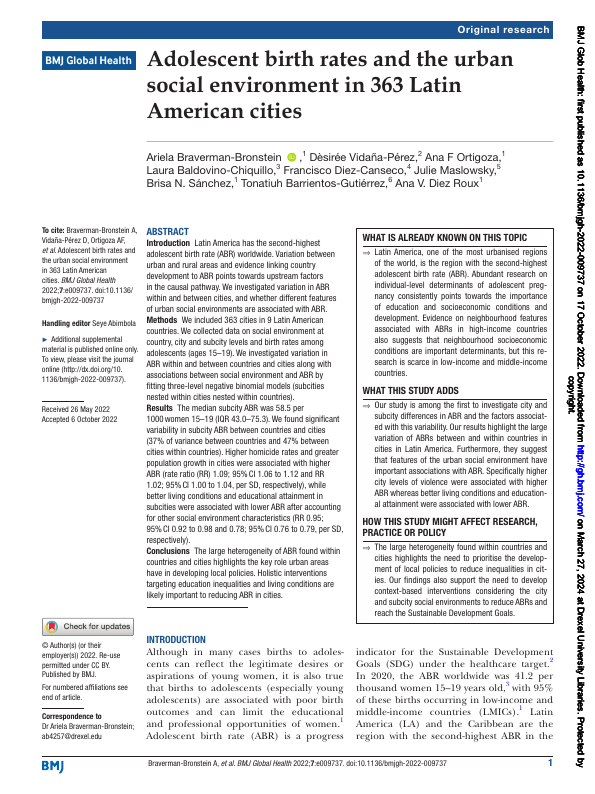 Original research
BMJ Global Health
Adolescent birth rates and the urban
social environment in 363 Latin
American cities
Ariela Braverman-Bronstein ,1 Dèsirée Vidaña-Pérez,2 Ana F Ortigoza,1
Laura Baldovino-Chiquillo,3 Francisco Diez-Canseco,4 Julie Maslowsky,5
Brisa N. Sánchez,1 Tonatiuh Barrientos-Gutiérrez,6 Ana V. Diez Roux1
To cite: Braverman-Bronstein A,
Vidaña-Pérez D, Ortigoza AF,
et al. Adolescent birth rates and
the urban social environment
in 363 Latin American
cities. BMJ Global Health
2022;7:e009737. doi:10.1136/
bmjgh-2022-009737
Handling editor Seye Abimbola
► Additional supplemental
material is published online only.
To view, please visit the journal
online (http://dx.doi.org/10.
1136/bmjgh-2022-009737).
Received 26 May 2022
Accepted 6 October 2022
Check for updates
© Author(s) (or their
employer(s)) 2022. Re-use
permitted under CC BY.
Published by BMJ.
For numbered affiliations see
end of article.
Correspondence to
Dr Ariela Braverman-Bronstein;
ab4257@drexel.edu
ABSTRACT
Introduction Latin America has the second-highest
adolescent birth rate (ABR) worldwide. Variation between
urban and rural areas and evidence linking country
development to ABR points towards upstream factors
in the causal pathway. We investigated variation in ABR
within and between cities, and whether different features
of urban social environments are associated with ABR.
Methods We included 363 cities in 9 Latin American
countries. We collected data on social environment at
country, city and subcity levels and birth rates among
adolescents (ages 15–19). We investigated variation in
ABR within and between countries and cities along with
associations between social environment and ABR by
fitting three-level negative binomial models (subcities
nested within cities nested within countries).
Results The median subcity ABR was 58.5 per
1000 women 15–19 (IQR 43.0–75.3). We found significant
variability in subcity ABR between countries and cities
(37% of variance between countries and 47% between
cities within countries). Higher homicide rates and greater
population growth in cities were associated with higher
ABR (rate ratio (RR) 1.09; 95% CI 1.06 to 1.12 and RR
1.02; 95% CI 1.00 to 1.04, per SD, respectively), while
better living conditions and educational attainment in
subcities were associated with lower ABR after accounting
for other social environment characteristics (RR 0.95;
95% CI 0.92 to 0.98 and 0.78; 95% CI 0.76 to 0.79, per SD,
respectively).
Conclusions The large heterogeneity of ABR found within
countries and cities highlights the key role urban areas
have in developing local policies. Holistic interventions
targeting education inequalities and living conditions are
likely important to reducing ABR in cities.
WHAT IS ALREADY KNOWN ON THIS TOPIC
⇒ Latin America, one of the most urbanised regions
of the world, is the region with the second-highest
adolescent birth rate (ABR). Abundant research on
individual-level determinants of adolescent preg-
nancy consistently points towards the importance
of education and socioeconomic conditions and
development. Evidence on neighbourhood features
associated with ABRs in high-income countries
also suggests that neighbourhood socioeconomic
conditions are important determinants, but this re-
search is scarce in low-income and middle-income
countries.
WHAT THIS STUDY ADDS
⇒ Our study is among the first to investigate city and
subcity differences in ABR and the factors associat-
ed with this variability. Our results highlight the large
variation of ABRs between and within countries in
cities in Latin America. Furthermore, they suggest
that features of the urban social environment have
important associations with ABR. Specifically higher
city levels of violence were associated with higher
ABR whereas better living conditions and education-
al attainment were associated with lower ABR.
HOW THIS STUDY MIGHT AFFECT RESEARCH,
PRACTICE OR POLICY
⇒ The large heterogeneity found within countries and
cities highlights the need to prioritise the develop-
ment of local policies to reduce inequalities in cit-
ies. Our findings also support the need to develop
context-based interventions considering the city
and subcity social environments to reduce ABRs and
reach the Sustainable Development Goals.
INTRODUCTION
Although in many cases births to adoles-
cents can reflect the legitimate desires or
aspirations of young women, it is also true
that births to adolescents (especially young
adolescents) are associated with poor birth
outcomes and can limit the educational
and professional opportunities of women.1
Adolescent birth rate (ABR) is a progress
indicator for the Sustainable Development
Goals (SDG) under the healthcare target.2
In 2020, the ABR worldwide was 41.2 per
thousand women 15–19 years old,3 with 95%
of these births occurring in low-income and
middle-income countries (LMICs).1 Latin
America (LA) and the Caribbean are the
region with the second-highest ABR in the
BMJ
Braverman-Bronstein A, et al. BMJ Global Health 2022;7:e009737. doi:10.1136/bmjgh-2022-009737
1
BMJ Glob Health: first published as 10.1136/bmjgh-2022-009737 on 17 October 2022. Downloaded from http://gh.bmj.com/ on March 27, 2024 at Drexel University Libraries. Protected by
copyright.